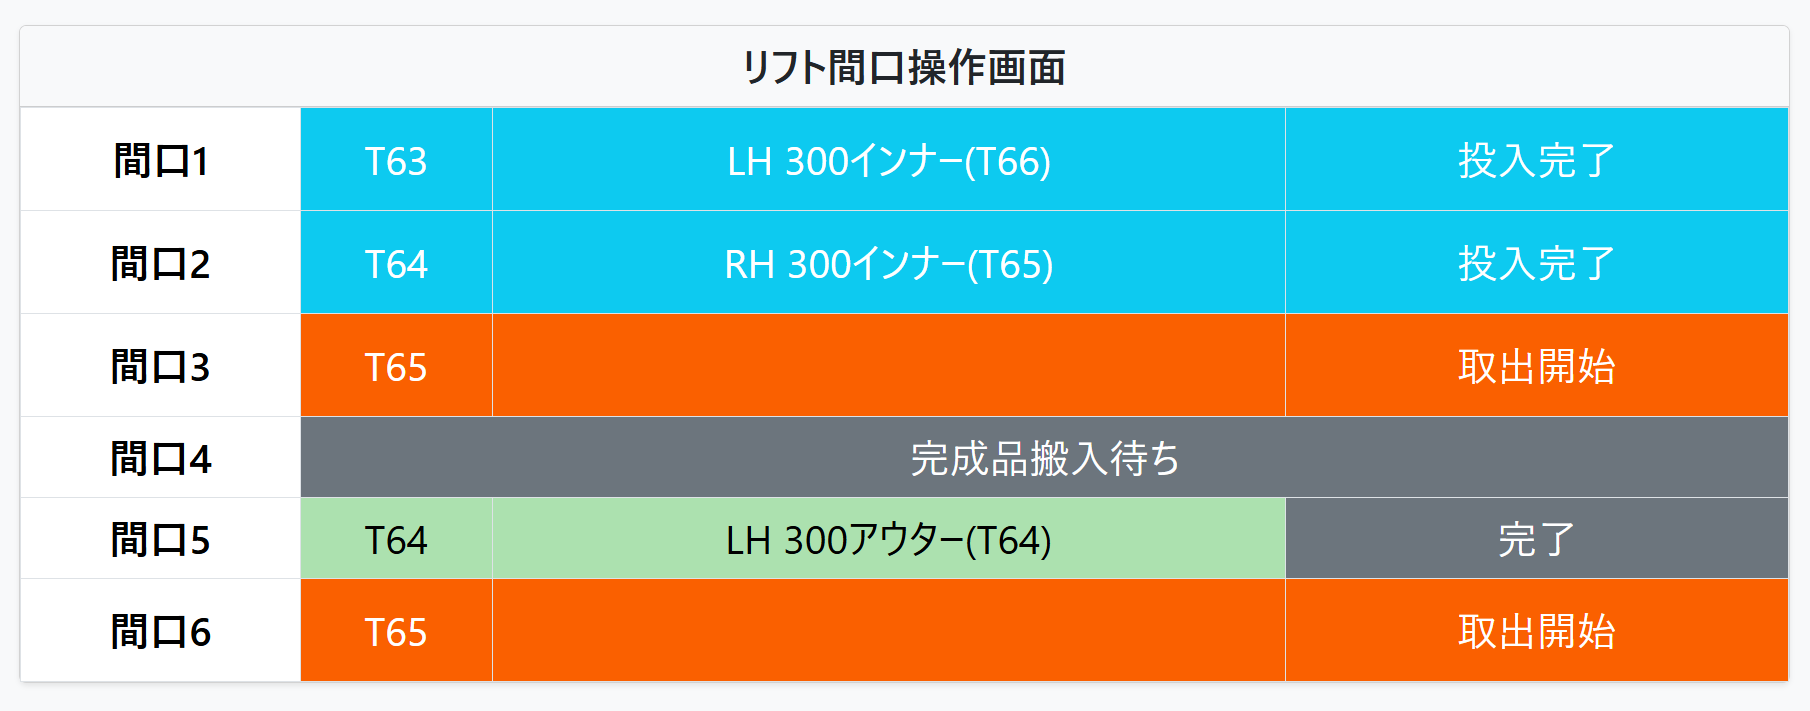 リフト間口操作画面
間口1 T63 LH 300インナー(T66) 投入完了
間口2 T64 RH 300インナー(T65) 投入完了
間口3 T65 取出開始
間口4 完成品搬入待ち
間口5 T64 LH 300アウター(T64) 完了
間口6 T65 取出開始